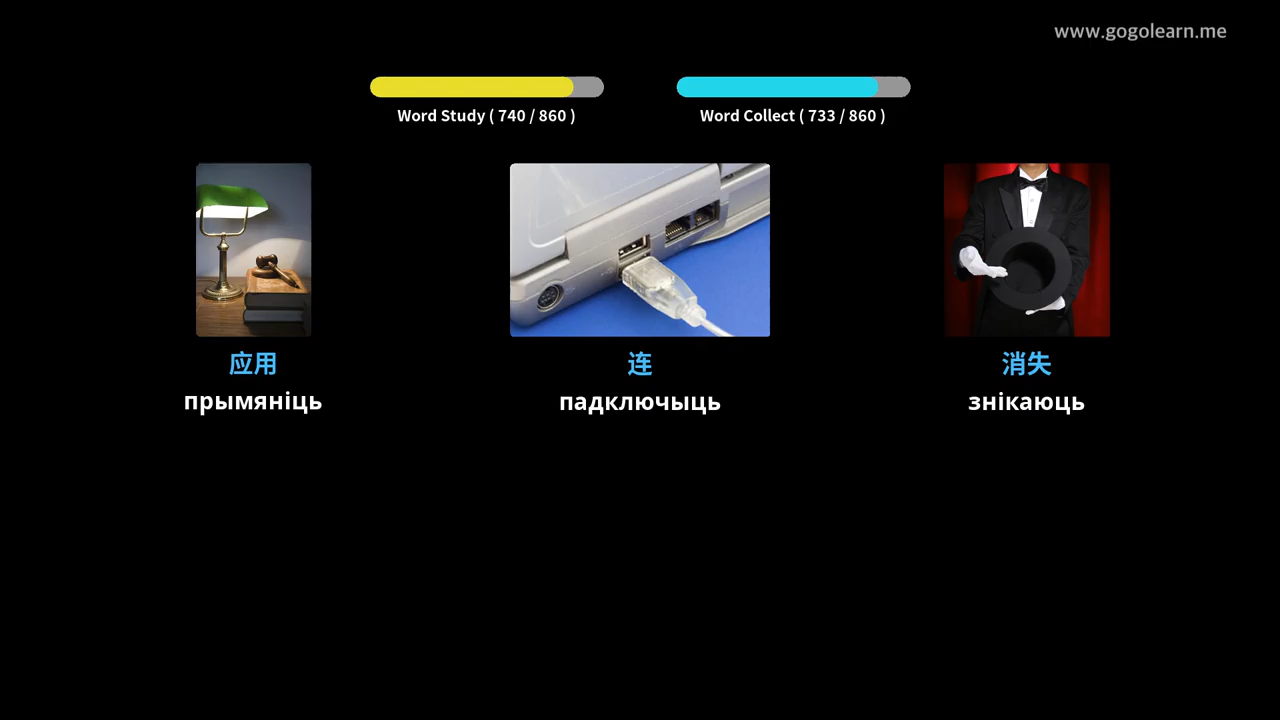 www.gogolearn.me
Word Study ( 740 / 860 )
Word Collect ( 733 / 860 )
应用
连
消失
прымяніць
падключыць
знікаюць